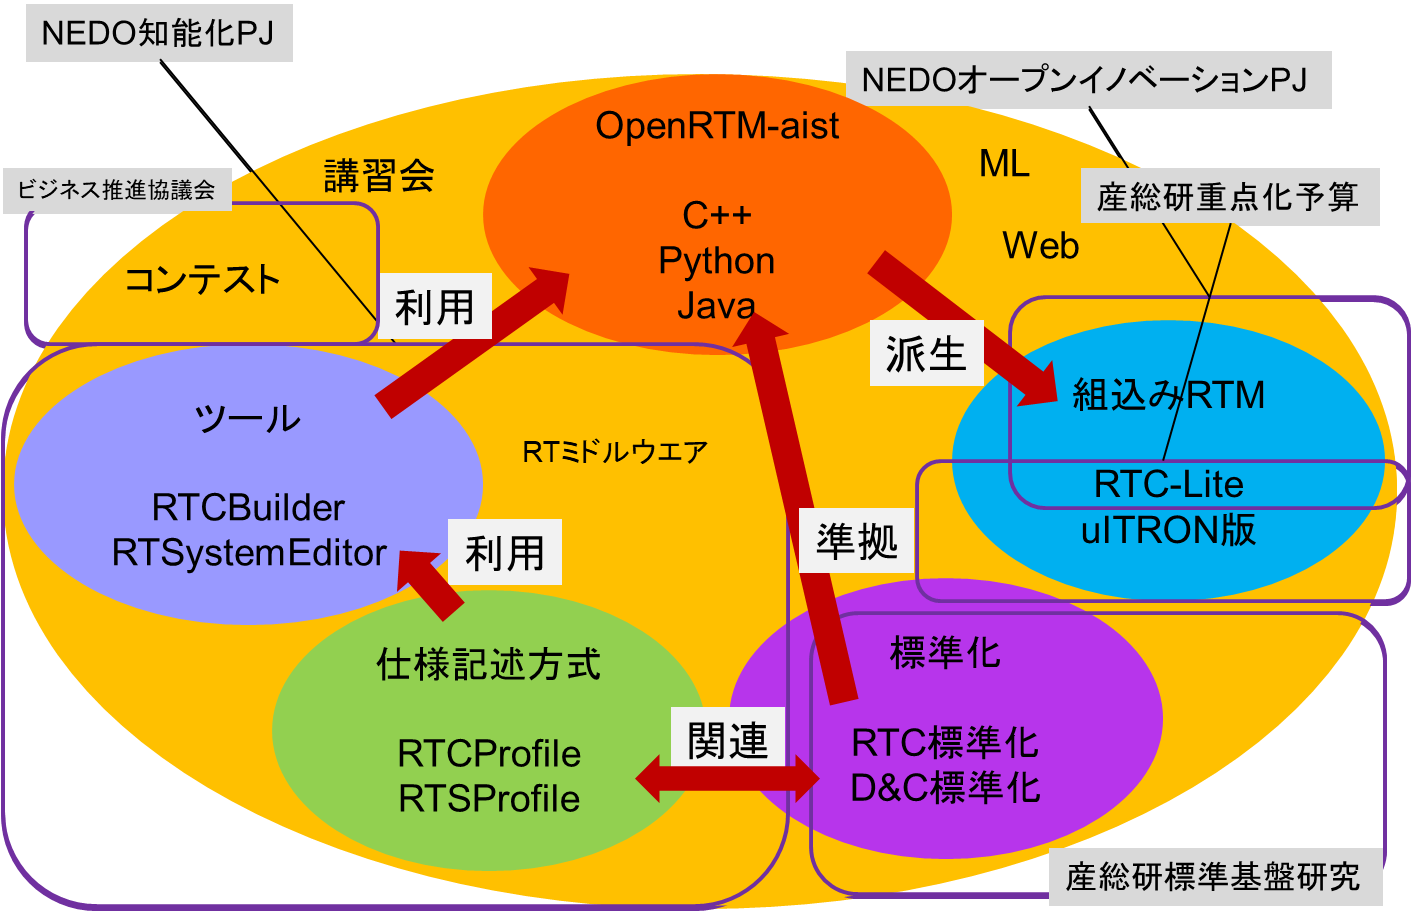 NEDO知能化PJ
NEDOオープンイノベーションPJ
OpenRTM-aist
C++
Python
Java
講習会
ML
Web
産総研重点化予算
ビジネス推進協議会
コンテスト
利用
派生
組込みRTM
RTC-Lite
uITRON版
ツール
RTCBuilder
RTSystemEditor
RTミドルウエア
利用
準拠
仕様記述方式
RTCProfile
RTSProfile
関連
標準化
RTC標準化
D&C標準化
産総研標準基盤研究